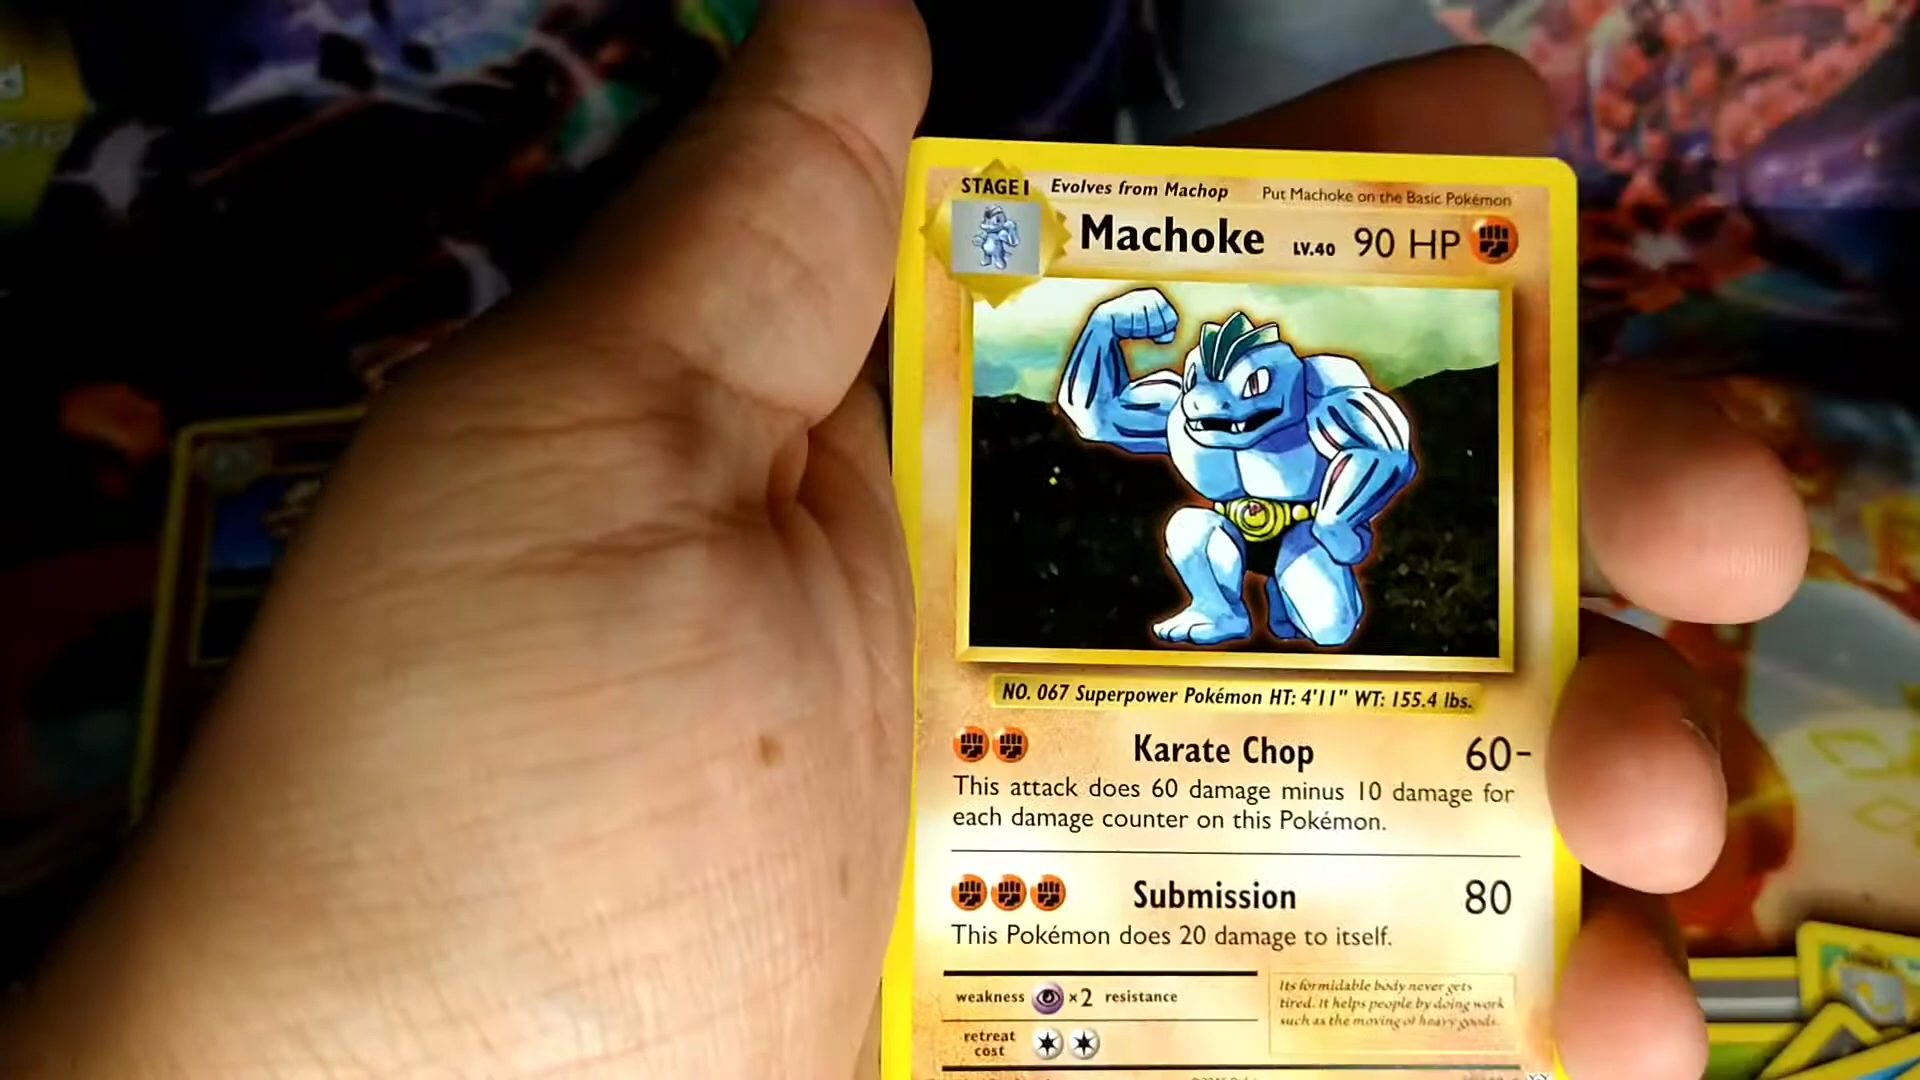 STAGE I Evolves from Machop Put Machoke on the Basic Pokémon
Machoke LV.40 90 HP
NO. 067 Superpower Pokémon HT: 4'11" WT: 155.4 lbs.
Karate Chop 60-
This attack does 60 damage minus 10 damage for
each damage counter on this Pokémon.
Submission 80
This Pokémon does 20 damage to itself.
weakness ×2 resistance
retreat
cost
Its formidable body never gets
tired. It helps people by doing work
such as the moving of heavy goods.